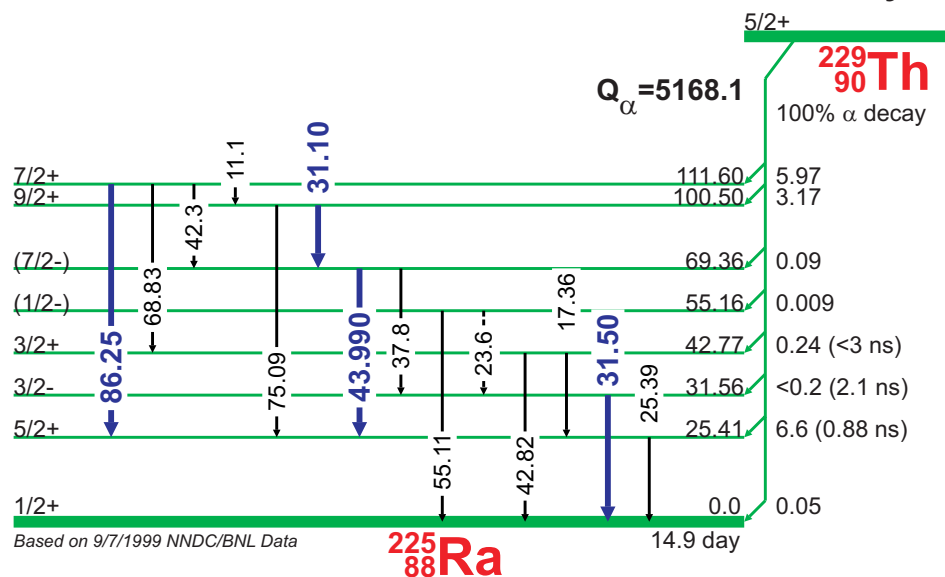 5/2+
229
90Th
Qα=5168.1
100% α decay
11.1
31.10
7/2+ 111.60 5.97
9/2+ 100.50 3.17
42.3
(7/2-) 69.36 0.09
68.83
17.36
(1/2-) 55.16 0.009
86.25
75.09
43.990
37.8
23.6
31.50
3/2+ 42.77 0.24 (<3 ns)
25.39
3/2- 31.56 <0.2 (2.1 ns)
5/2+ 25.41 6.6 (0.88 ns)
55.11
42.82
1/2+ 0.0 0.05
Based on 9/7/1999 NNDC/BNL Data
225
88Ra
14.9 day